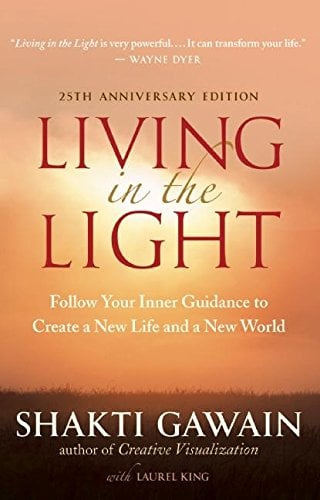 “Living in the Light is very powerful.…It can transform your life.”
— WAYNE DYER
25TH ANNIVERSARY EDITION
LIVING
in the
LIGHT
Follow Your Inner Guidance to
Create a New Life and a New World
SHAKTI GAWAIN
author of Creative Visualization
with LAUREL KING